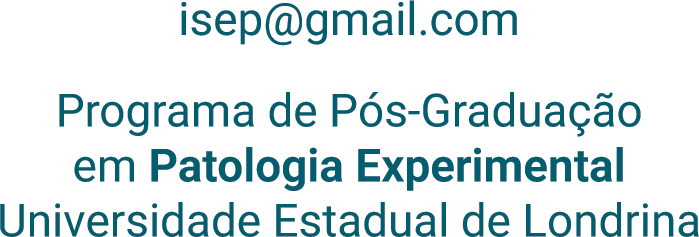 isep@gmail.com
Programa de Pós-Graduação
em Patologia Experimental
Universidade Estadual de Londrina